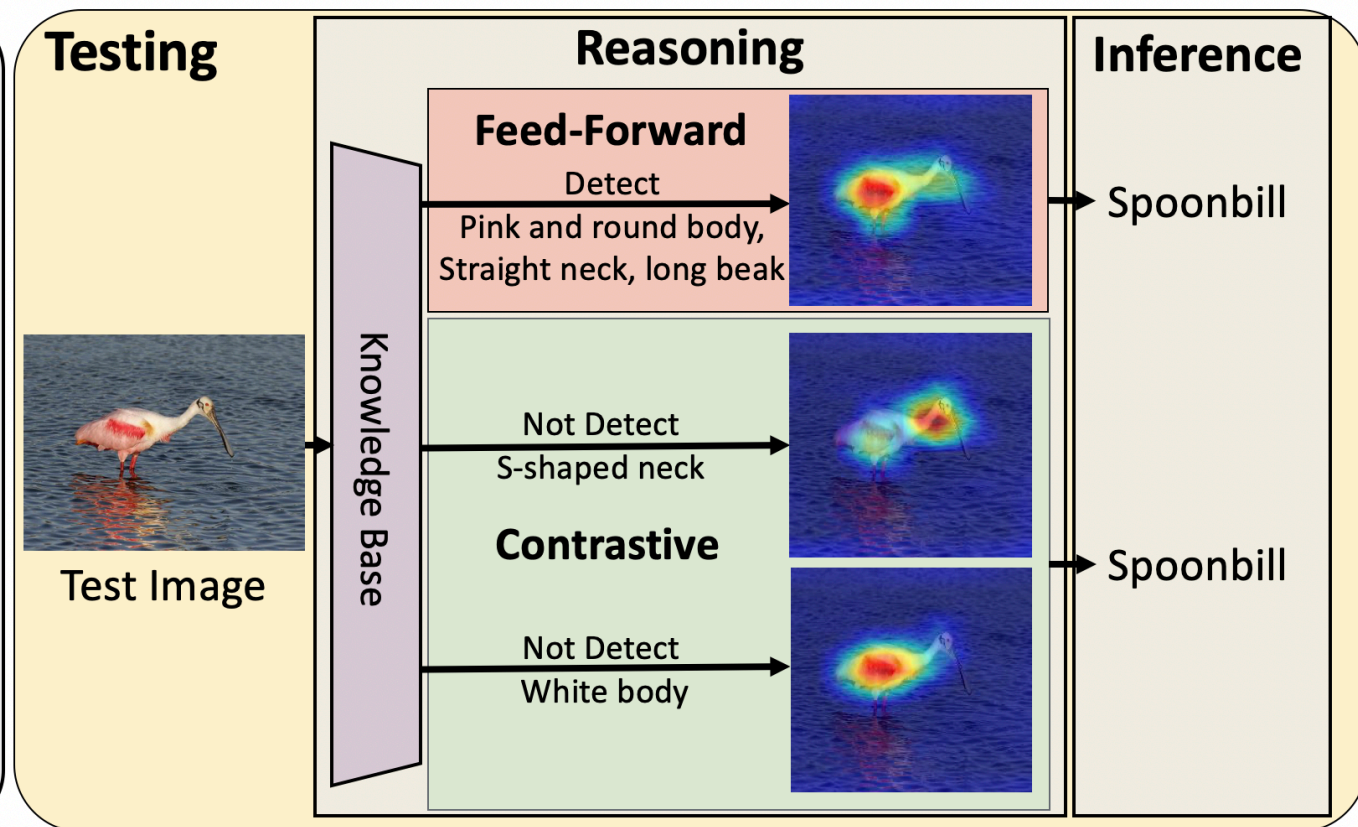 Testing
Reasoning
Inference
Feed-Forward
Detect
Pink and round body,
Straight neck, long beak
Spoonbill
Test Image
Knowledge Base
Not Detect
S-shaped neck
Contrastive
Not Detect
White body
Spoonbill